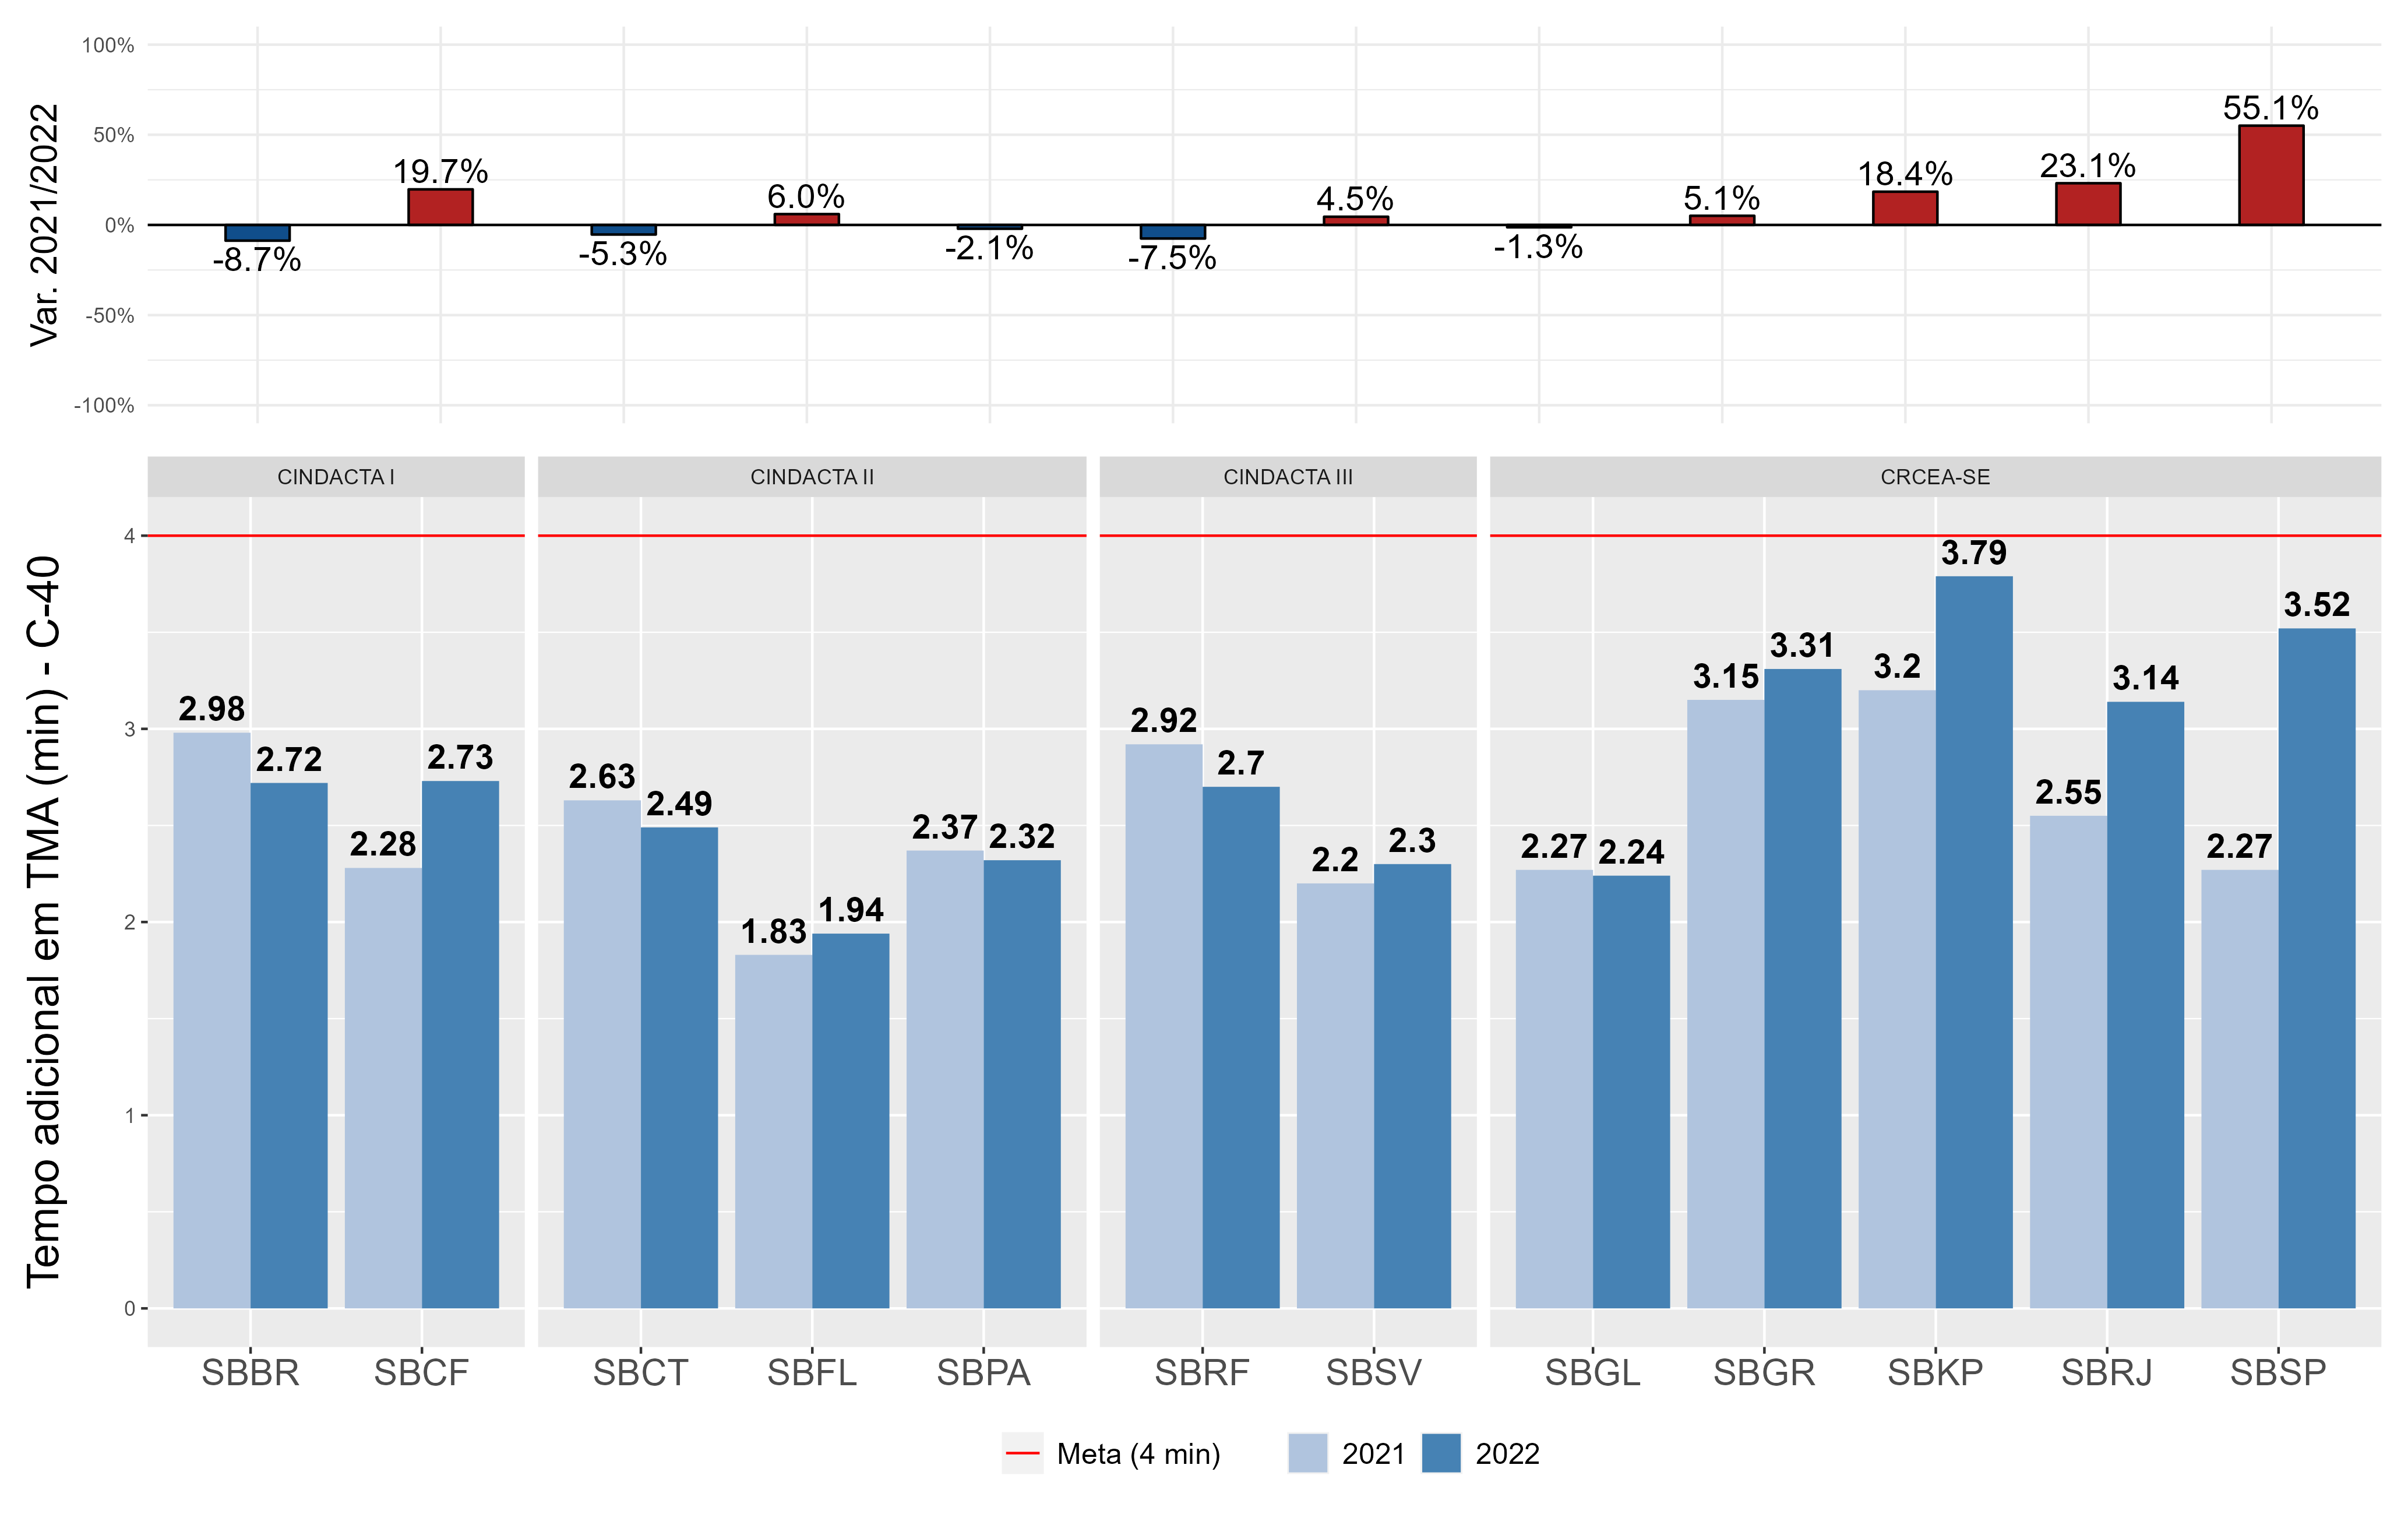 Var. 2021/2022
100%
50%
0%
-50%
-100%
-8.7%
19.7%
-5.3%
6.0%
-2.1%
-7.5%
4.5%
-1.3%
5.1%
18.4%
23.1%
55.1%
CINDACTA I
CINDACTA II
CINDACTA III
CRCEA-SE
Tempo adicional em TMA (min) - C-40
4
3
2
1
0
2.98
2.72
2.28
2.73
2.63
2.49
1.83
1.94
2.37
2.32
2.92
2.7
2.2
2.3
2.27
2.24
3.15
3.31
3.2
3.79
2.55
3.14
2.27
3.52
SBBR
SBCF
SBCT
SBFL
SBPA
SBRF
SBSV
SBGL
SBGR
SBKP
SBRJ
SBSP
Meta (4 min)
2021
2022